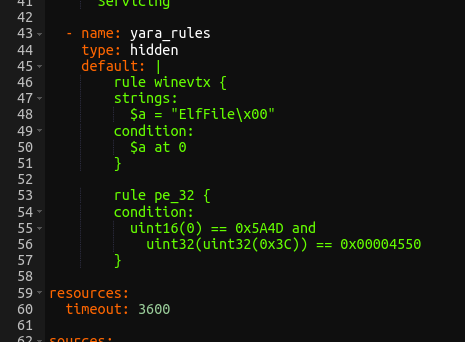 41 Servicing
42
43 - name: yara_rules
44 type: hidden
45 default: |
46 rule winevtx {
47 strings:
48 $a = "ElfFile\x00"
49 condition:
50 $a at 0
51 }
52
53 rule pe_32 {
54 condition:
55 uint16(0) == 0x5A4D and
56 uint32(uint32(0x3C)) == 0x00004550
57 }
58
59 resources:
60 timeout: 3600
61
62 sources: